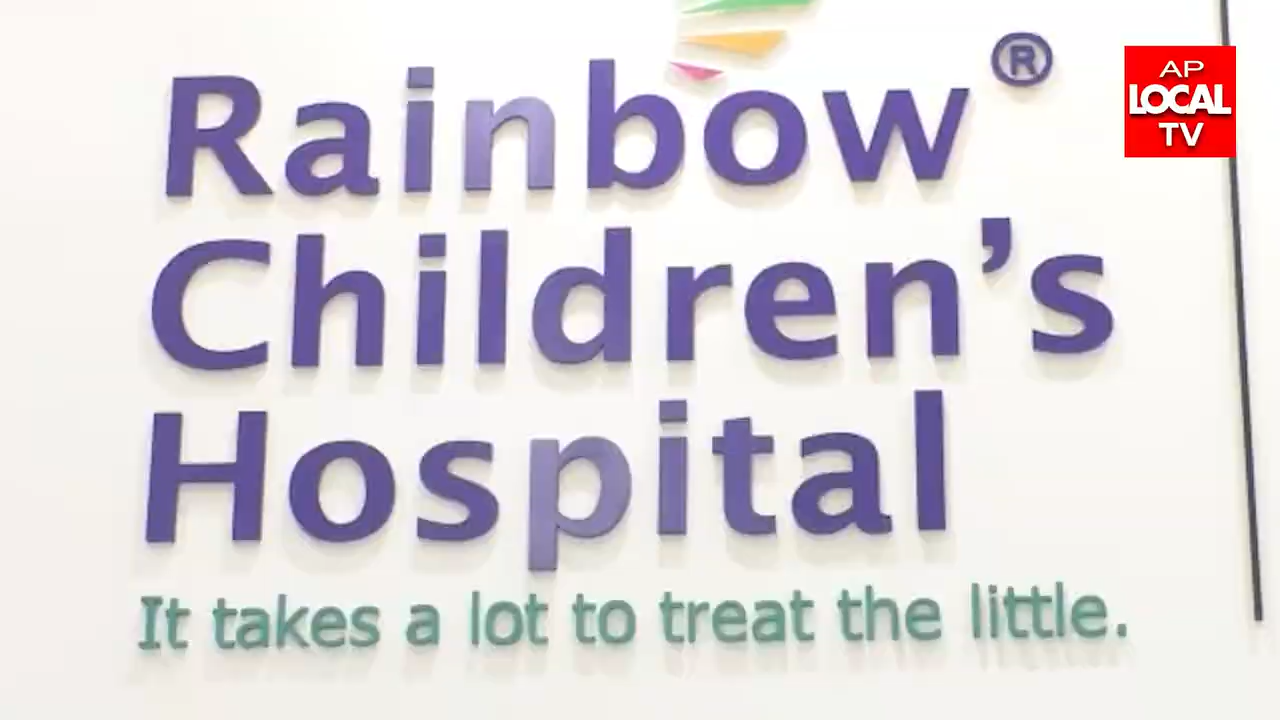 Rainbow®
Children's
Hospital
It takes a lot to treat the little.
AP
LOCAL
TV